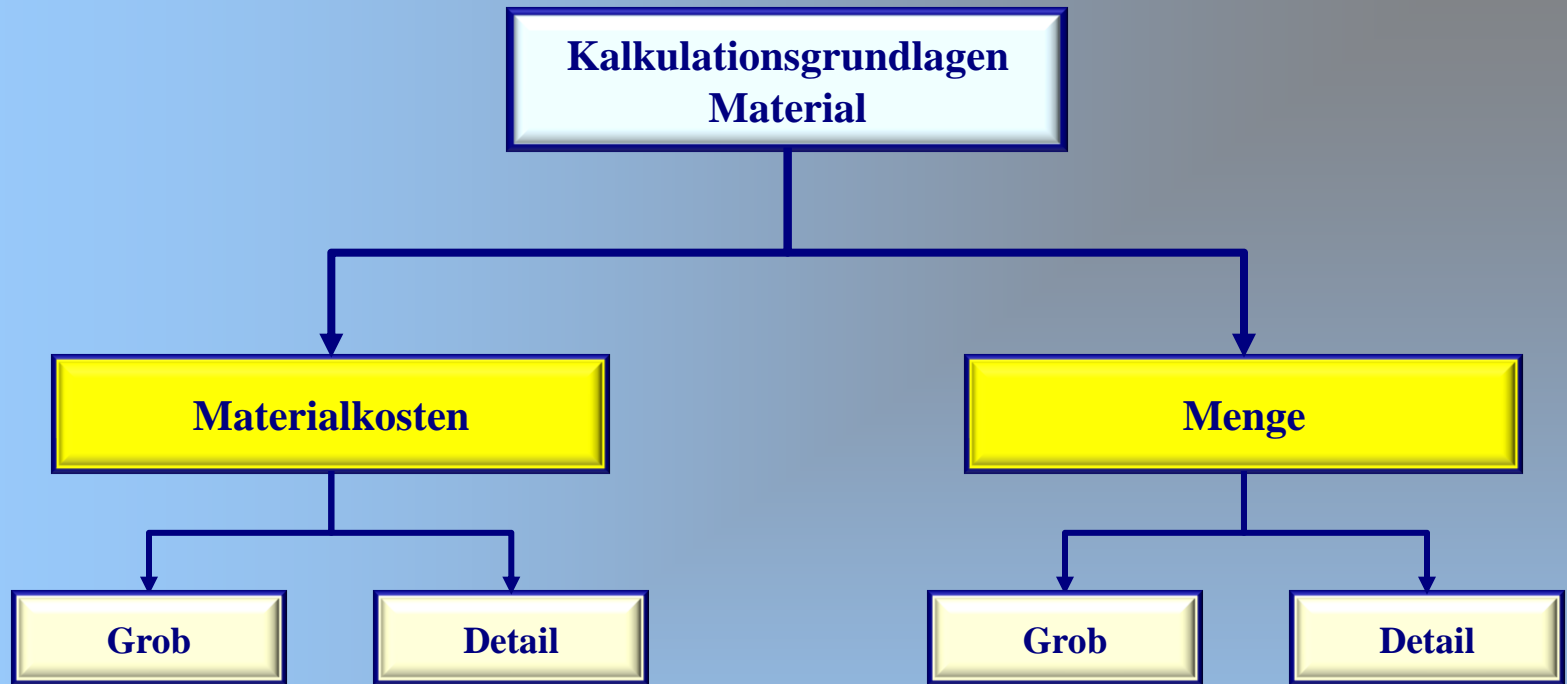 Kalkulationsgrundlagen
Material
Materialkosten
Menge
Grob
Detail
Grob
Detail